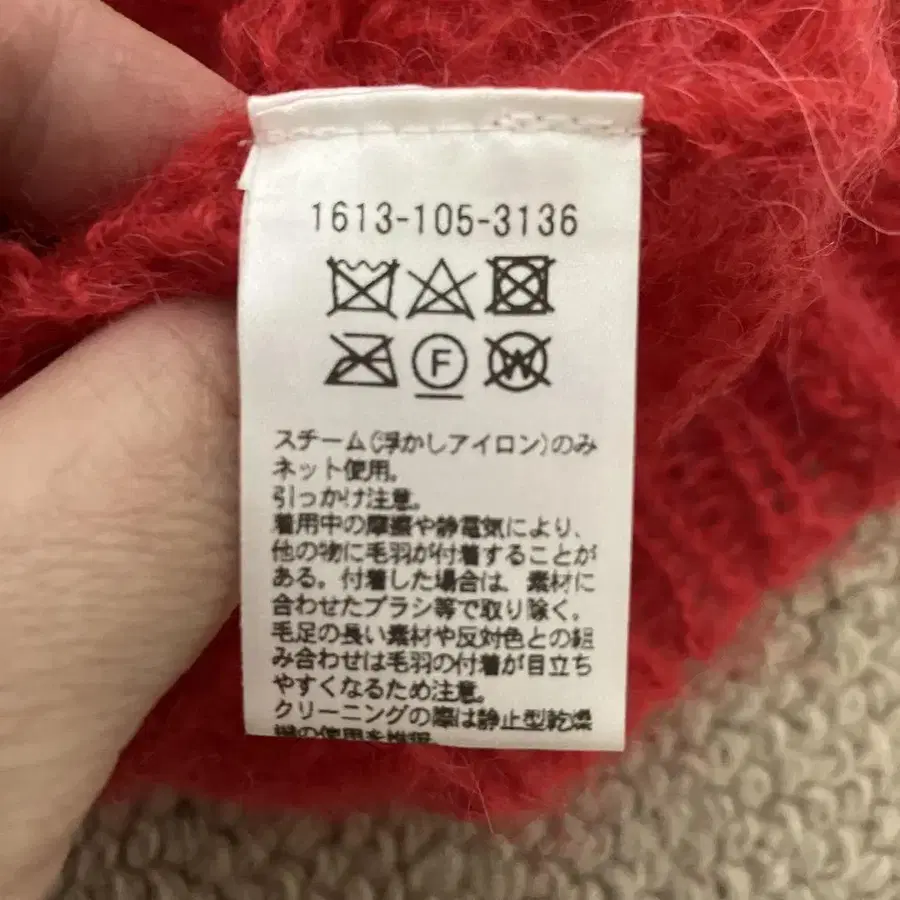 1613-105-3136
F
W
スチーム(浮かしアイロン)のみ
ネット使用。
引っかけ注意。
着用中の摩擦や静電気により、
他の物に毛羽が付着することが
ある。付着した場合は、素材に
合わせたブラシ等で取り除く。
毛足の長い素材や反対色との組
み合わせは毛羽の付着が目立ち
やすくなるため注意。
クリーニングの際は静止型乾燥
の使用を推奨